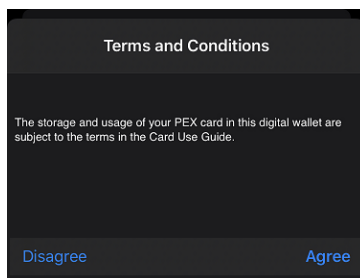 Terms and Conditions
The storage and usage of your PEX card in this digital wallet are
subject to the terms in the Card Use Guide.
Disagree
Agree